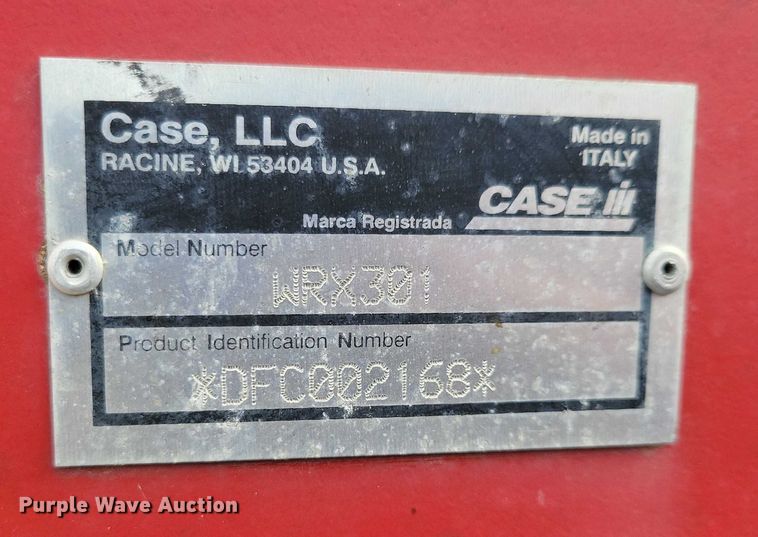 Case, LLC
RACINE, WI 53404 U.S.A.
Made in
ITALY
Marca Registrada
CASE IH
Model Number
WRX301
Product Identification Number
*DFC002168*
Purple Wave Auction